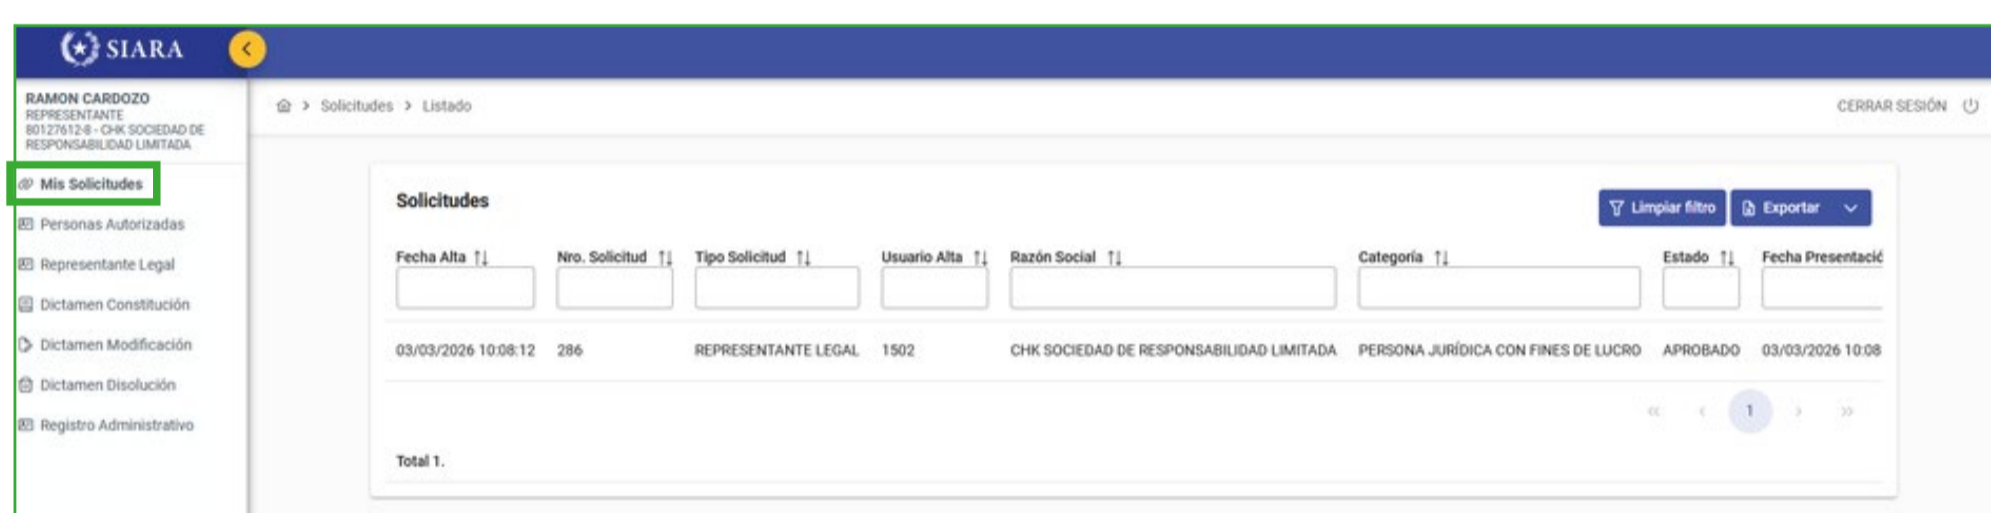 SIARA
RAMON CARDOZO
REPRESENTANTE
80127612-8 - CHK SOCIEDAD DE
RESPONSABILIDAD LIMITADA
Solicitudes > Listado
CERRAR SESIÓN
Mis Solicitudes
Personas Autorizadas
Representante Legal
Dictamen Constitución
Dictamen Modificación
Dictamen Disolución
Registro Administrativo
Solicitudes
Limpiar filtro
Exportar
Fecha Alta Nro. Solicitud Tipo Solicitud Usuario Alta Razón Social Categoría Estado Fecha Presentació
03/03/2026 10:08:12 286 REPRESENTANTE LEGAL 1502 CHK SOCIEDAD DE RESPONSABILIDAD LIMITADA PERSONA JURÍDICA CON FINES DE LUCRO APROBADO 03/03/2026 10:08
« ‹ 1 › »
Total 1.